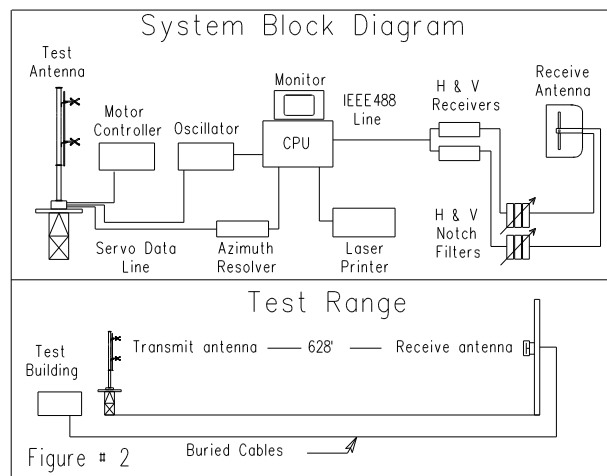 System Block Diagram
Test
Antenna
Motor
Controller
Oscillator
Monitor
CPU
IEEE488
Line
H & V
Receivers
Receive
Antenna
Servo Data
Line
Azimuth
Resolver
Laser
Printer
H & V
Notch
Filters
Test Range
Test
Building
Transmit antenna — 628' — Receive antenna
Buried Cables
Figure # 2